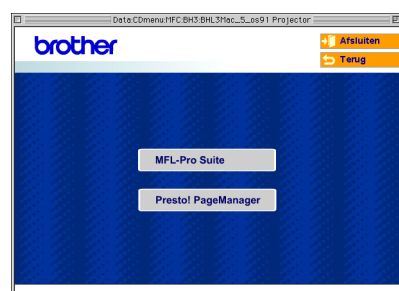 Data:CDmenu:MFC:BH3:BHL3Mac_5_os91 Projector
brother
Afsluiten
Terug
MFL-Pro Suite
Presto! PageManager